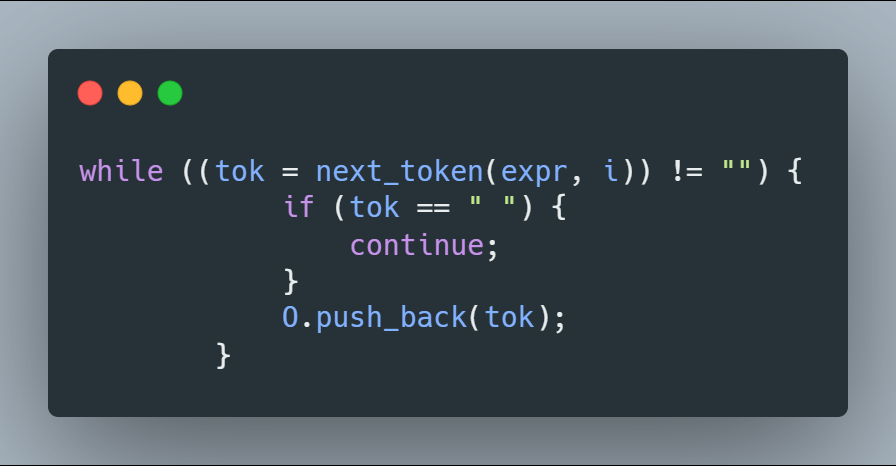 while ((tok = next_token(expr, i)) != "") {
            if (tok == " ") {
                continue;
            }
            O.push_back(tok);
        }